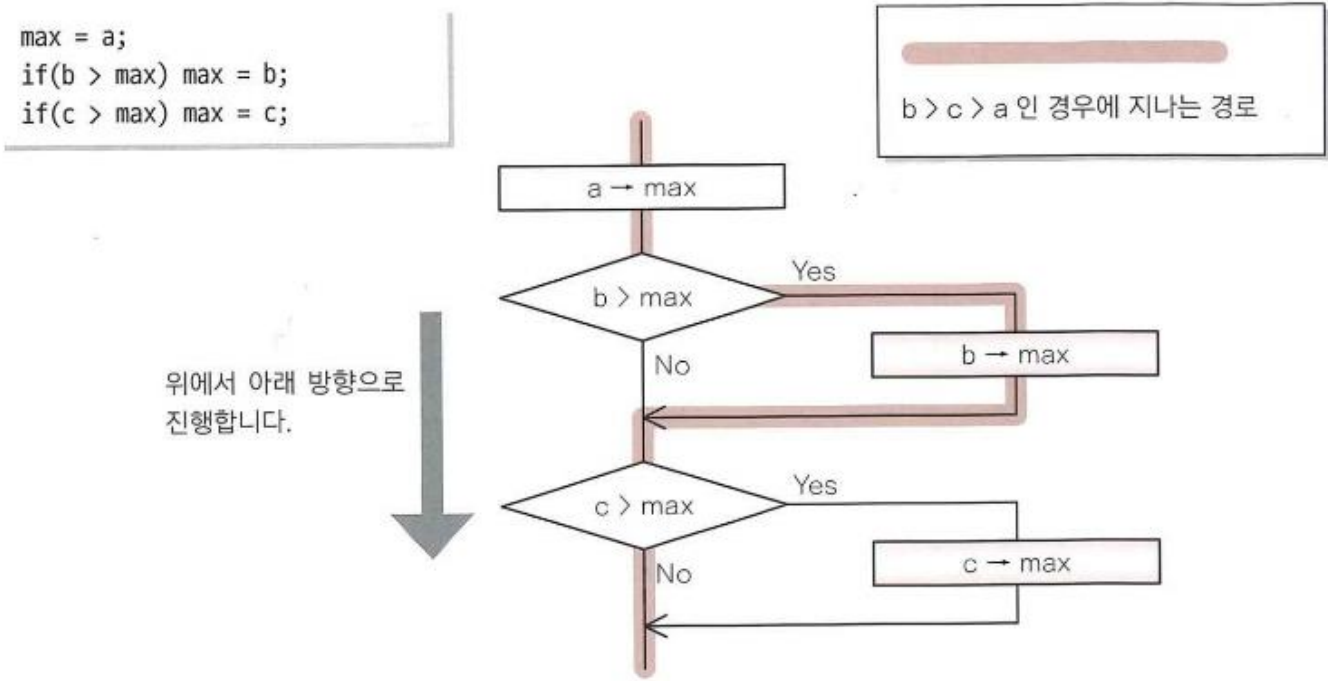 max = a;
if(b > max) max = b;
if(c > max) max = c;
b > c > a 인 경우에 지나는 경로
a → max
b > max
Yes
b → max
No
위에서 아래 방향으로
진행합니다.
c > max
Yes
c → max
No